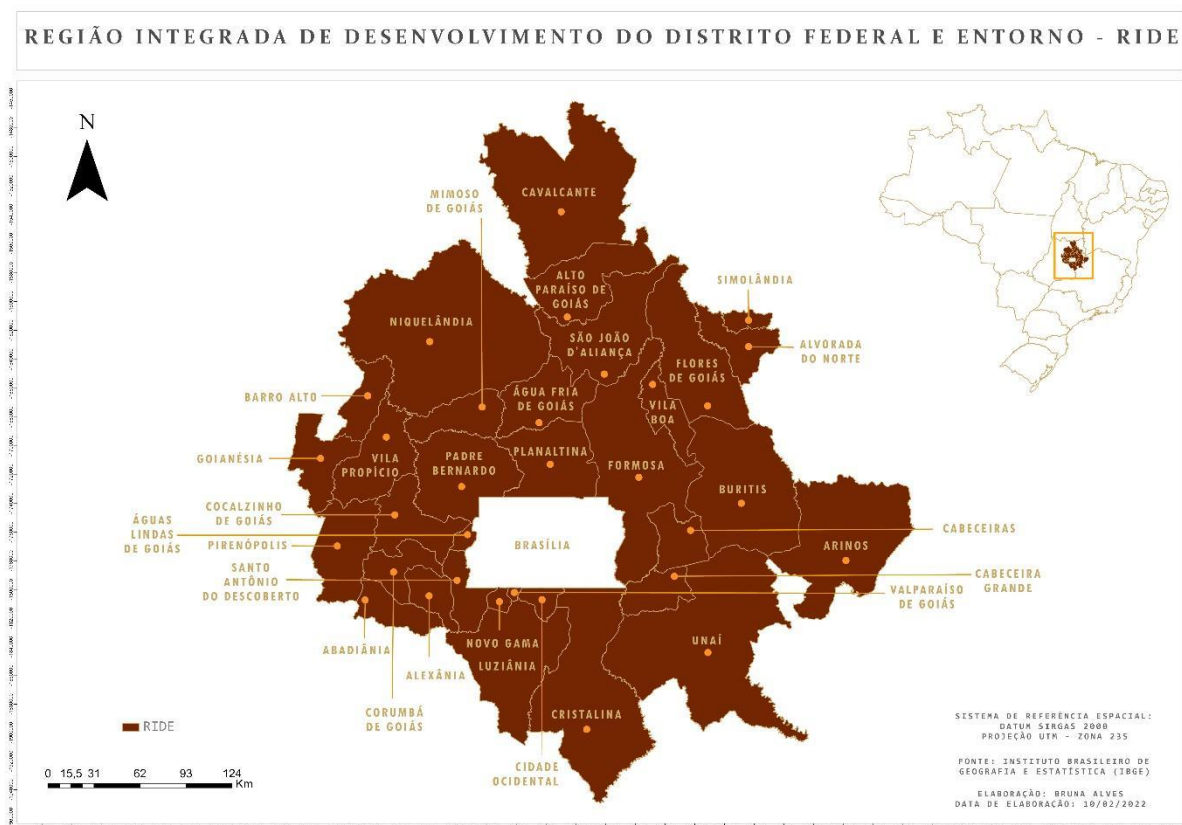 REGIÃO INTEGRADA DE DESENVOLVIMENTO DO DISTRITO FEDERAL E ENTORNO - RIDE
N
CAVALCANTE
MIMOSO
DE GOIÁS
ALTO
PARAÍSO DE
GOIÁS
SIMOLÂNDIA
NIQUELÂNDIA
SÃO JOÃO
D'ALIANÇA
ALVORADA
DO NORTE
FLORES
DE GOIÁS
BARRO ALTO
ÁGUA FRIA
DE GOIÁS
VILA
BOA
GOIANÉSIA
VILA
PROPÍCIO
PADRE
BERNARDO
PLANALTINA
FORMOSA
BURITIS
COCALZINHO
DE GOIÁS
ÁGUAS
LINDAS
DE GOIÁS
PIRENÓPOLIS
BRASÍLIA
CABECEIRAS
ARINOS
SANTO
ANTÔNIO
DO DESCOBERTO
CABECEIRA
GRANDE
VALPARAÍSO
DE GOIÁS
ABADIÂNIA
ALEXÂNIA
NOVO GAMA
LUZIÂNIA
UNAÍ
CORUMBÁ
DE GOIÁS
CRISTALINA
CIDADE
OCIDENTAL
RIDE
0 15,5 31 62 93 124
Km
SISTEMA DE REFERÊNCIA ESPACIAL:
DATUM SIRGAS 2000
PROJEÇÃO UTM - ZONA 23S
FONTE: INSTITUTO BRASILEIRO DE
GEOGRAFIA E ESTATÍSTICA (IBGE)
ELABORAÇÃO: BRUNA ALVES
DATA DE ELABORAÇÃO: 10/02/2022